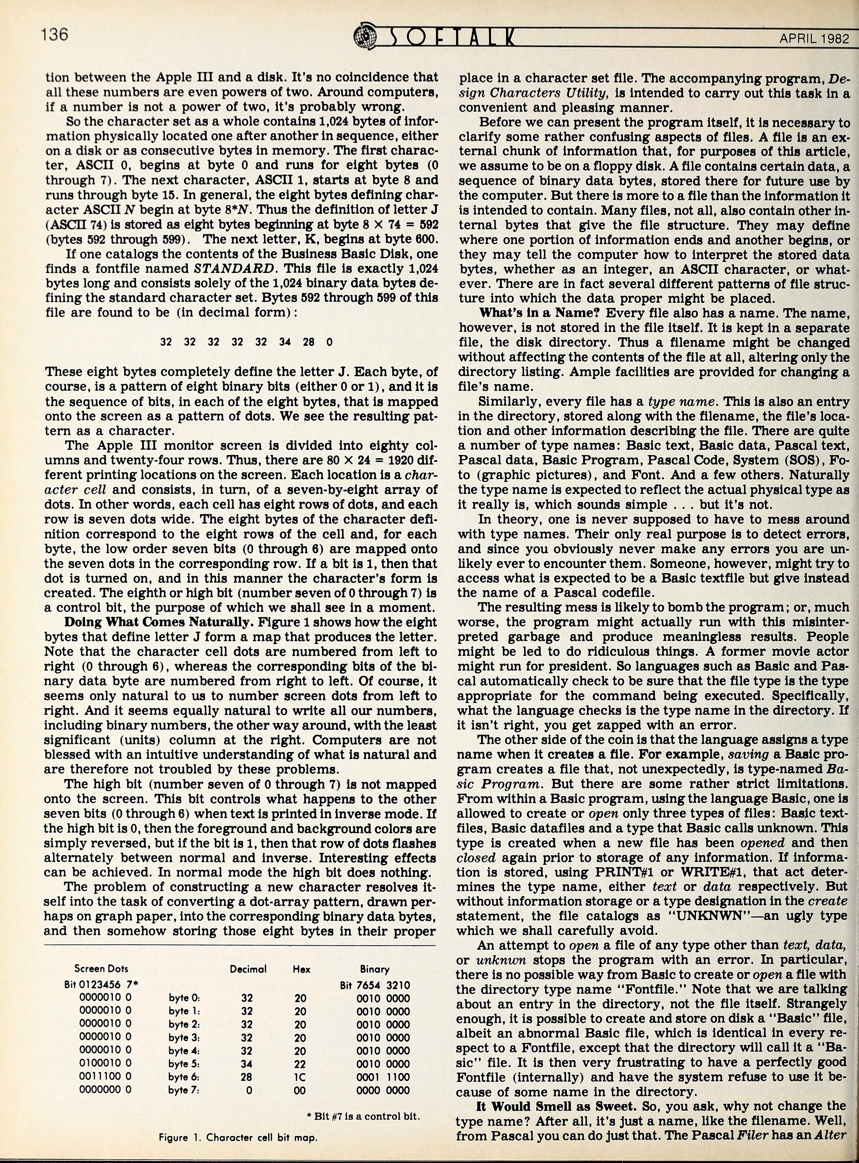 136
SOFTALK
APRIL 1982
tion between the Apple III and a disk. It's no coincidence that
all these numbers are even powers of two. Around computers,
if a number is not a power of two, it's probably wrong.
So the character set as a whole contains 1,024 bytes of infor-
mation physically located one after another in sequence, either
on a disk or as consecutive bytes in memory. The first charac-
ter, ASCII 0, begins at byte 0 and runs for eight bytes (0
through 7). The next character, ASCII 1, starts at byte 8 and
runs through byte 15. In general, the eight bytes defining char-
acter ASCII N begin at byte 8*N. Thus the definition of letter J
(ASCII 74) is stored as eight bytes beginning at byte 8 X 74 = 592
(bytes 592 through 599). The next letter, K, begins at byte 600.
If one catalogs the contents of the Business Basic Disk, one
finds a fontfile named STANDARD. This file is exactly 1,024
bytes long and consists solely of the 1,024 binary data bytes de-
fining the standard character set. Bytes 592 through 599 of this
file are found to be (in decimal form):
32 32 32 32 32 34 28 0
These eight bytes completely define the letter J. Each byte, of
course, is a pattern of eight binary bits (either 0 or 1), and it is
the sequence of bits, in each of the eight bytes, that is mapped
onto the screen as a pattern of dots. We see the resulting pat-
tern as a character.
The Apple III monitor screen is divided into eighty col-
umns and twenty-four rows. Thus, there are 80 X 24 = 1920 dif-
ferent printing locations on the screen. Each location is a char-
acter cell and consists, in turn, of a seven-by-eight array of
dots. In other words, each cell has eight rows of dots, and each
row is seven dots wide. The eight bytes of the character defi-
nition correspond to the eight rows of the cell and, for each
byte, the low order seven bits (0 through 6) are mapped onto
the seven dots in the corresponding row. If a bit is 1, then that
dot is turned on, and in this manner the character's form is
created. The eighth or high bit (number seven of 0 through 7) is
a control bit, the purpose of which we shall see in a moment.
Doing What Comes Naturally. Figure 1 shows how the eight
bytes that define letter J form a map that produces the letter.
Note that the character cell dots are numbered from left to
right (0 through 6), whereas the corresponding bits of the bi-
nary data byte are numbered from right to left. Of course, it
seems only natural to us to number screen dots from left to
right. And it seems equally natural to write all our numbers,
including binary numbers, the other way around, with the least
significant (units) column at the right. Computers are not
blessed with an intuitive understanding of what is natural and
are therefore not troubled by these problems.
The high bit (number seven of 0 through 7) is not mapped
onto the screen. This bit controls what happens to the other
seven bits (0 through 6) when text is printed in inverse mode. If
the high bit is 0, then the foreground and background colors are
simply reversed, but if the bit is 1, then that row of dots flashes
alternately between normal and inverse. Interesting effects
can be achieved. In normal mode the high bit does nothing.
The problem of constructing a new character resolves it-
self into the task of converting a dot-array pattern, drawn per-
haps on graph paper, into the corresponding binary data bytes,
and then somehow storing those eight bytes in their proper
Screen Dots Decimal Hex Binary
Bit 0123456 7* Bit 7654 3210
0000010 0 byte 0: 32 20 0010 0000
0000010 0 byte 1: 32 20 0010 0000
0000010 0 byte 2: 32 20 0010 0000
0000010 0 byte 3: 32 20 0010 0000
0000010 0 byte 4: 32 20 0010 0000
0100010 0 byte 5: 34 22 0010 0000
0011100 0 byte 6: 28 1C 0001 1100
0000000 0 byte 7: 0 00 0000 0000
* Bit #7 is a control bit.
Figure 1. Character cell bit map.
place in a character set file. The accompanying program, De-
sign Characters Utility, is intended to carry out this task in a
convenient and pleasing manner.
Before we can present the program itself, it is necessary to
clarify some rather confusing aspects of files. A file is an ex-
ternal chunk of information that, for purposes of this article,
we assume to be on a floppy disk. A file contains certain data, a
sequence of binary data bytes, stored there for future use by
the computer. But there is more to a file than the information it
is intended to contain. Many files, not all, also contain other in-
ternal bytes that give the file structure. They may define
where one portion of information ends and another begins, or
they may tell the computer how to interpret the stored data
bytes, whether as an integer, an ASCII character, or what-
ever. There are in fact several different patterns of file struc-
ture into which the data proper might be placed.
What's in a Name? Every file also has a name. The name,
however, is not stored in the file itself. It is kept in a separate
file, the disk directory. Thus a filename might be changed
without affecting the contents of the file at all, altering only the
directory listing. Ample facilities are provided for changing a
file's name.
Similarly, every file has a type name. This is also an entry
in the directory, stored along with the filename, the file's loca-
tion and other information describing the file. There are quite
a number of type names: Basic text, Basic data, Pascal text,
Pascal data, Basic Program, Pascal Code, System (SOS), Fo-
to (graphic pictures), and Font. And a few others. Naturally
the type name is expected to reflect the actual physical type as
it really is, which sounds simple . . . but it's not.
In theory, one is never supposed to have to mess around
with type names. Their only real purpose is to detect errors,
and since you obviously never make any errors you are un-
likely ever to encounter them. Someone, however, might try to
access what is expected to be a Basic textfile but give instead
the name of a Pascal codefile.
The resulting mess is likely to bomb the program; or, much
worse, the program might actually run with this misinter-
preted garbage and produce meaningless results. People
might be led to do ridiculous things. A former movie actor
might run for president. So languages such as Basic and Pas-
cal automatically check to be sure that the file type is the type
appropriate for the command being executed. Specifically,
what the language checks is the type name in the directory. If
it isn't right, you get zapped with an error.
The other side of the coin is that the language assigns a type
name when it creates a file. For example, saving a Basic pro-
gram creates a file that, not unexpectedly, is type-named Ba-
sic Program. But there are some rather strict limitations.
From within a Basic program, using the language Basic, one is
allowed to create or open only three types of files: Basic text-
files, Basic datafiles and a type that Basic calls unknown. This
type is created when a new file has been opened and then
closed again prior to storage of any information. If informa-
tion is stored, using PRINT#1 or WRITE#1, that act deter-
mines the type name, either text or data respectively. But
without information storage or a type designation in the create
statement, the file catalogs as "UNKNWN"—an ugly type
which we shall carefully avoid.
An attempt to open a file of any type other than text, data,
or unknwn stops the program with an error. In particular,
there is no possible way from Basic to create or open a file with
the directory type name "Fontfile." Note that we are talking
about an entry in the directory, not the file itself. Strangely
enough, it is possible to create and store on disk a "Basic" file,
albeit an abnormal Basic file, which is identical in every re-
spect to a Fontfile, except that the directory will call it a "Ba-
sic" file. It is then very frustrating to have a perfectly good
Fontfile (internally) and have the system refuse to use it be-
cause of some name in the directory.
It Would Smell as Sweet. So, you ask, why not change the
type name? After all, it's just a name, like the filename. Well,
from Pascal you can do just that. The Pascal Filer has an Alter